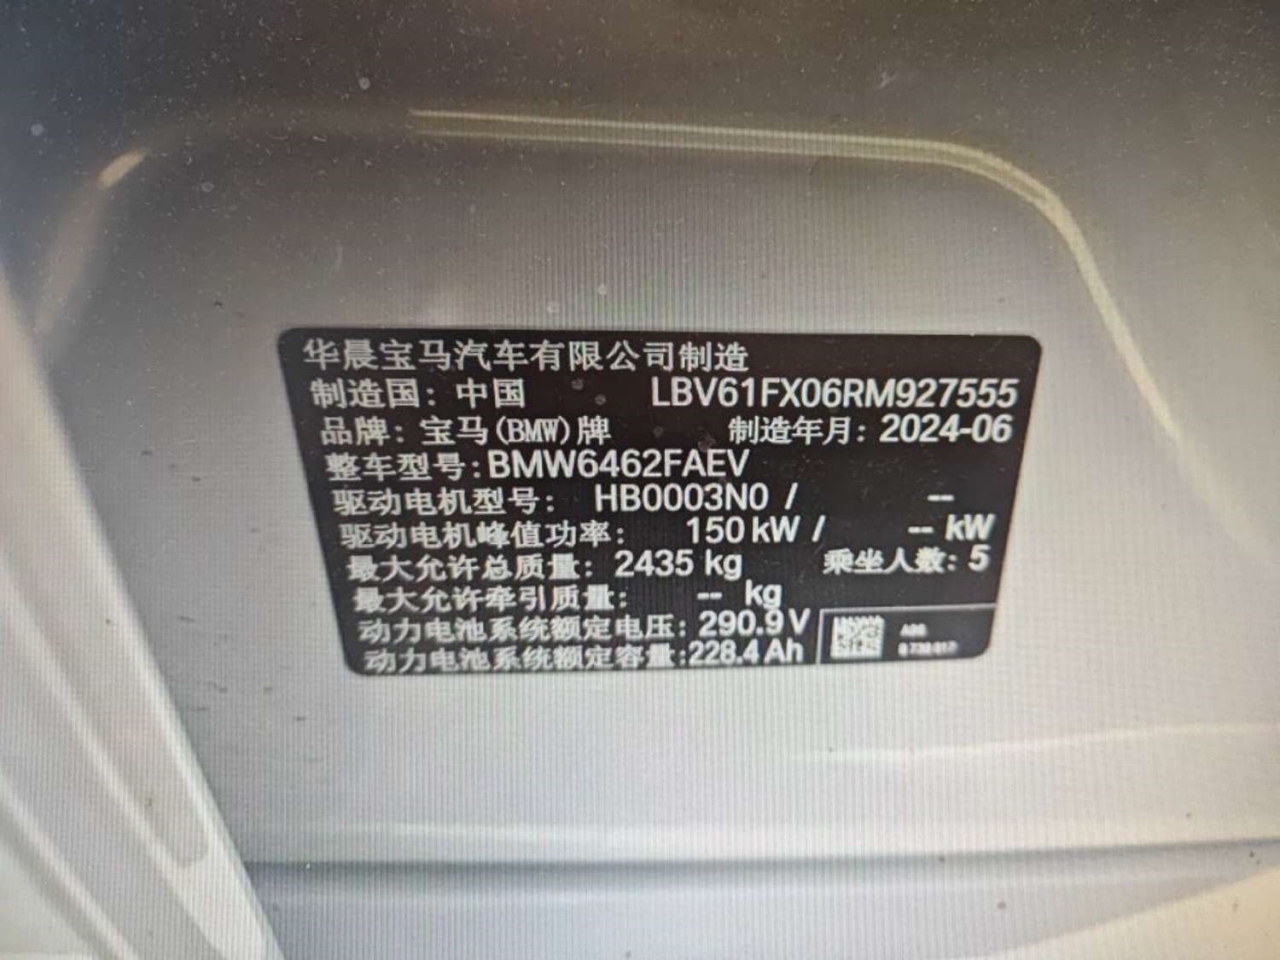 华晨宝马汽车有限公司制造
制造国：中国 LBV61FX06RM927555
品牌：宝马(BMW)牌 制造年月：2024-06
整车型号：BMW6462FAEV
驱动电机型号： HB0003N0 / --
驱动电机峰值功率： 150 kW / -- kW
最大允许总质量：2435 kg 乘坐人数：5
最大允许牵引质量： -- kg
动力电池系统额定电压：290.9 V
动力电池系统额定容量：228.4 Ah